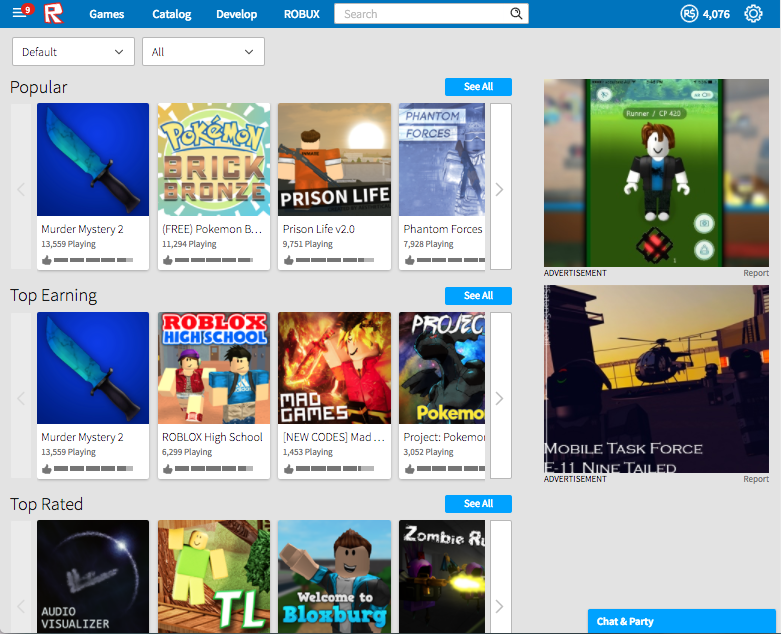 9
R
Games
Catalog
Develop
ROBUX
Search
R$
4,076
Default
All
Popular
See All
POKéMON
BRICK
BRONZE
PRISON LIFE
PHANTOM
FORCES
Murder Mystery 2
13,559 Playing
(FREE) Pokemon B...
11,294 Playing
Prison Life v2.0
9,751 Playing
Phantom Forces
7,928 Playing
Runner / CP 420
1
ADVERTISEMENT
Report
Top Earning
See All
ROBLOX
HIGH SCHOOL
MAD
GAMES
PROJEC
Pokemo
Murder Mystery 2
13,559 Playing
ROBLOX High School
6,299 Playing
[NEW CODES] Mad ...
1,453 Playing
Project: Pokemon
3,052 Playing
MOBILE TASK FORCE
E-11 NINE TAILED
ADVERTISEMENT
Report
Top Rated
See All
AUDIO
VISUALIZER
TL
Welcome to
Bloxburg
Zombie Ru
Chat & Party